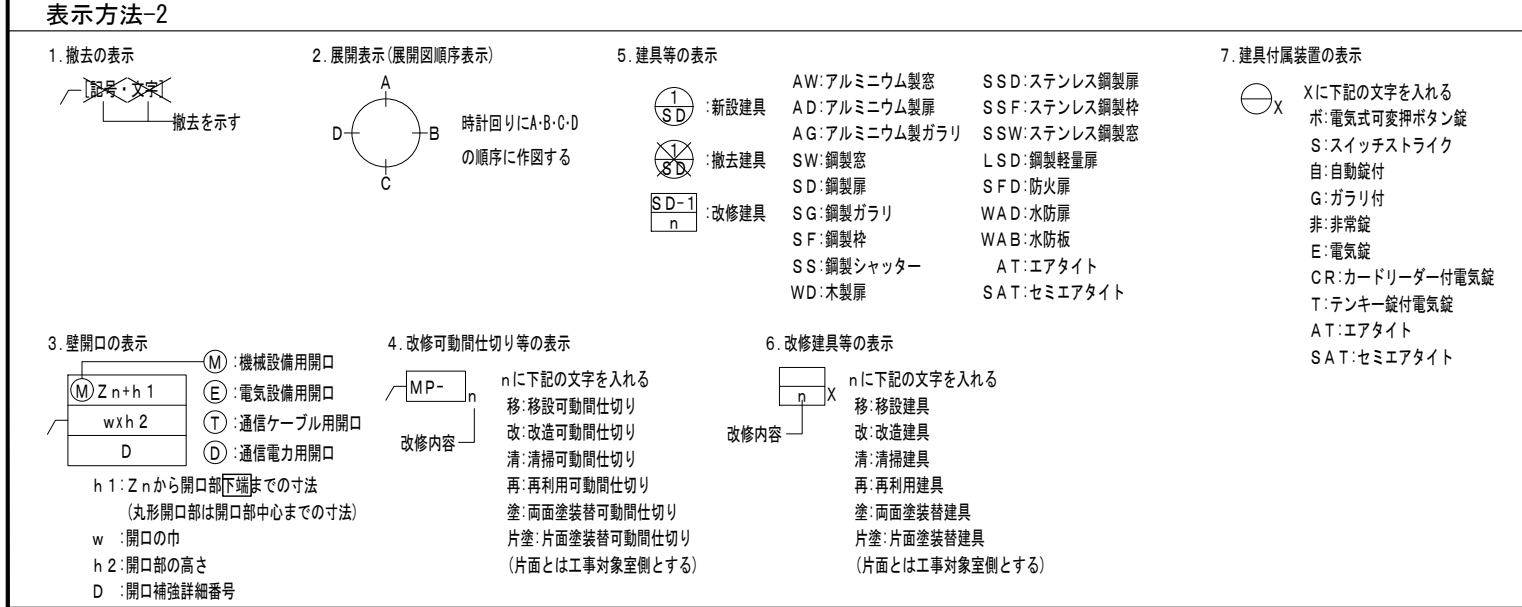 表示方法-2
1.撤去の表示
[記号・文字]
撤去を示す
2.展開表示(展開図順序表示)
A
D
B
C
時計回りにA・B・C・D
の順序に作図する
5.建具等の表示
1
SD
:新設建具
1
SD
:撤去建具
SD-1
n
:改修建具
AW:アルミニウム製窓
AD:アルミニウム製扉
AG:アルミニウム製ガラリ
SW:鋼製窓
SD:鋼製扉
SG:鋼製ガラリ
SF:鋼製枠
SS:鋼製シャッター
WD:木製扉
SSD:ステンレス鋼製扉
SSF:ステンレス鋼製枠
SSW:ステンレス鋼製窓
LSD:鋼製軽量扉
SFD:防火扉
WAD:水防扉
WAB:水防板
AT:エアタイト
SAT:セミエアタイト
7.建具付属装置の表示
X
Xに下記の文字を入れる
ボ:電気式可変押ボタン錠
S:スイッチストライク
自:自動錠付
G:ガラリ付
非:非常錠
E:電気錠
CR:カードリーダー付電気錠
T:テンキー錠付電気錠
AT:エアタイト
SAT:セミエアタイト
3.壁開口の表示
M Zn+h1
wxh2
D
M :機械設備用開口
E :電気設備用開口
T :通信ケーブル用開口
D :通信電力用開口
h1:Znから開口部下端までの寸法
(丸形開口部は開口部中心までの寸法)
w :開口の巾
h2:開口部の高さ
D :開口補強詳細番号
4.改修可動間仕切り等の表示
MP-
n
改修内容
nに下記の文字を入れる
移:移設可動間仕切り
改:改造可動間仕切り
清:清掃可動間仕切り
再:再利用可動間仕切り
塗:両面塗装替可動間仕切り
片塗:片面塗装替可動間仕切り
(片面とは工事対象室側とする)
6.改修建具等の表示
n
X
改修内容
nに下記の文字を入れる
移:移設建具
改:改造建具
清:清掃建具
再:再利用建具
塗:両面塗装替建具
片塗:片面塗装替建具
(片面とは工事対象室側とする)